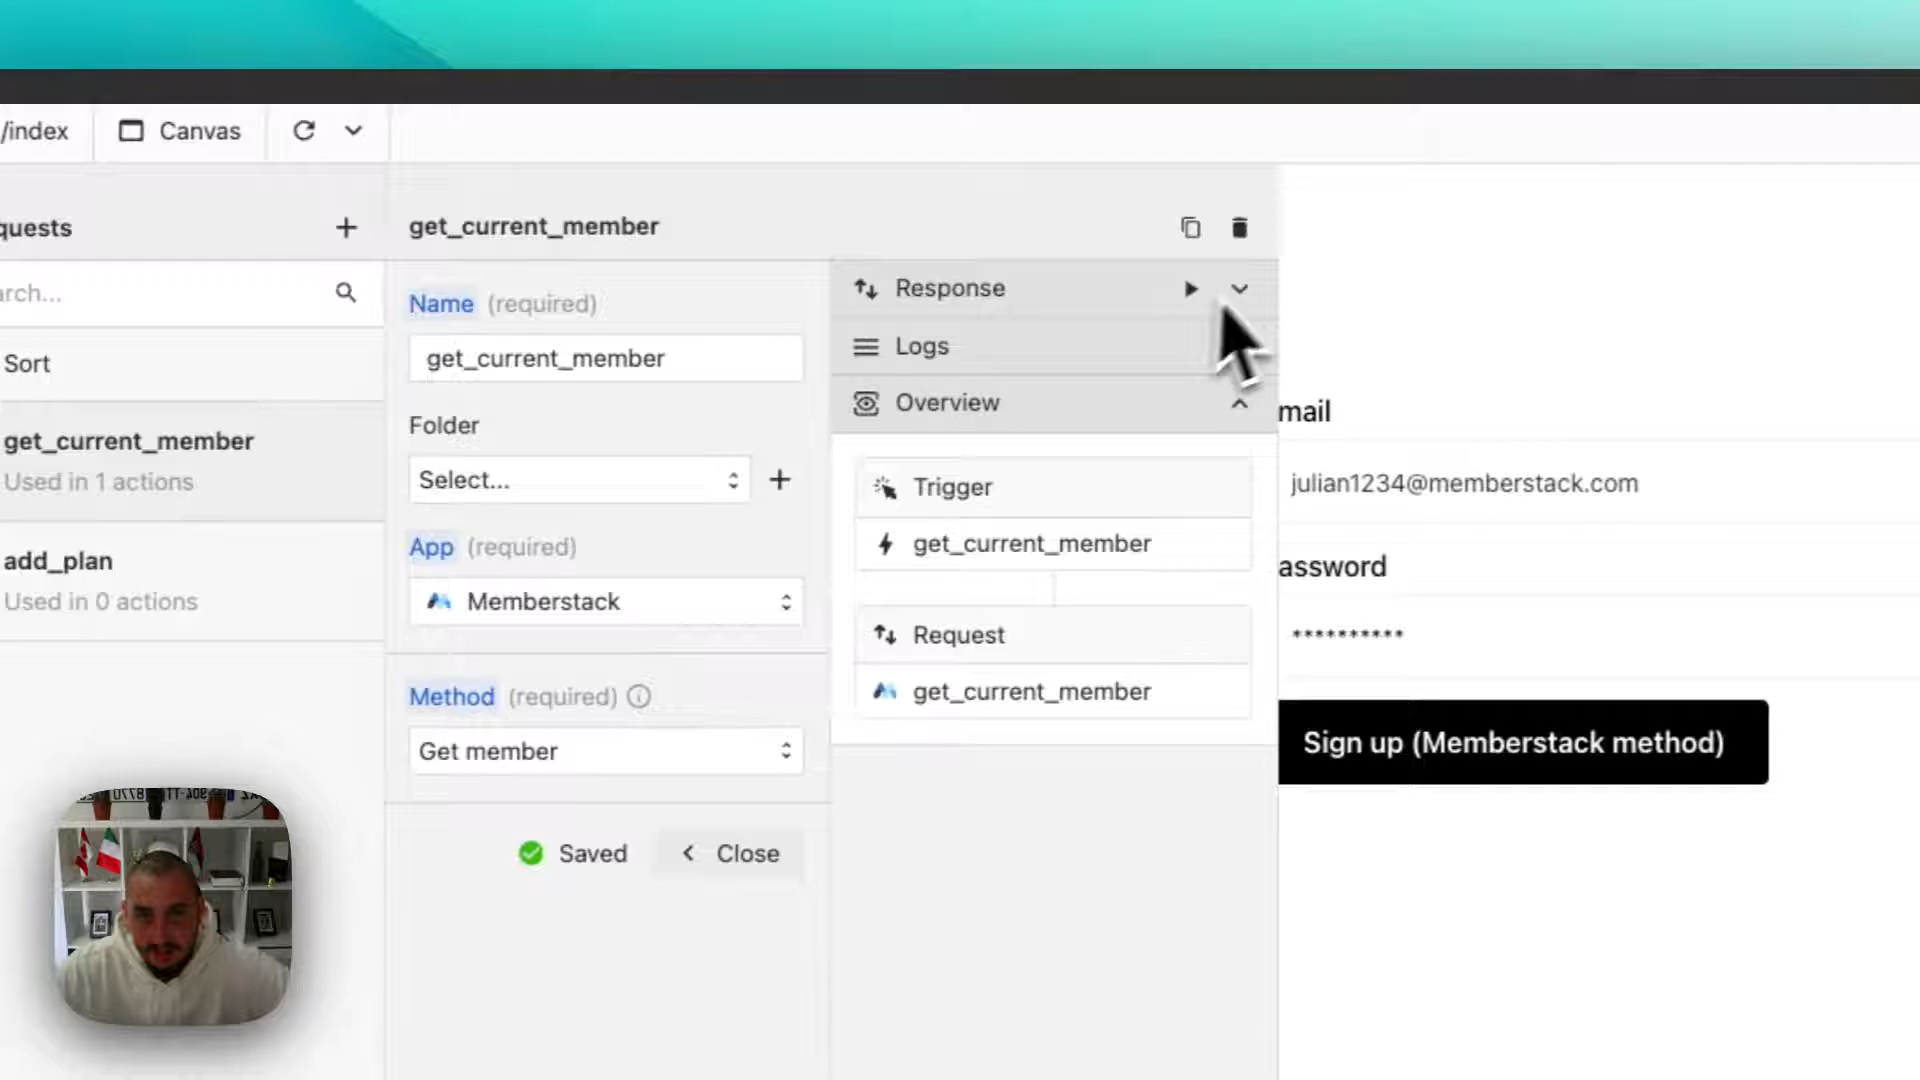 /index
Canvas
quests
get_current_member
arch...
Sort
get_current_member
Used in 1 actions
add_plan
Used in 0 actions
Name (required)
get_current_member
Folder
Select...
App (required)
Memberstack
Method (required)
Get member
Saved
Close
Response
Logs
Overview
Trigger
get_current_member
Request
get_current_member
mail
julian1234@memberstack.com
assword
**********
Sign up (Memberstack method)